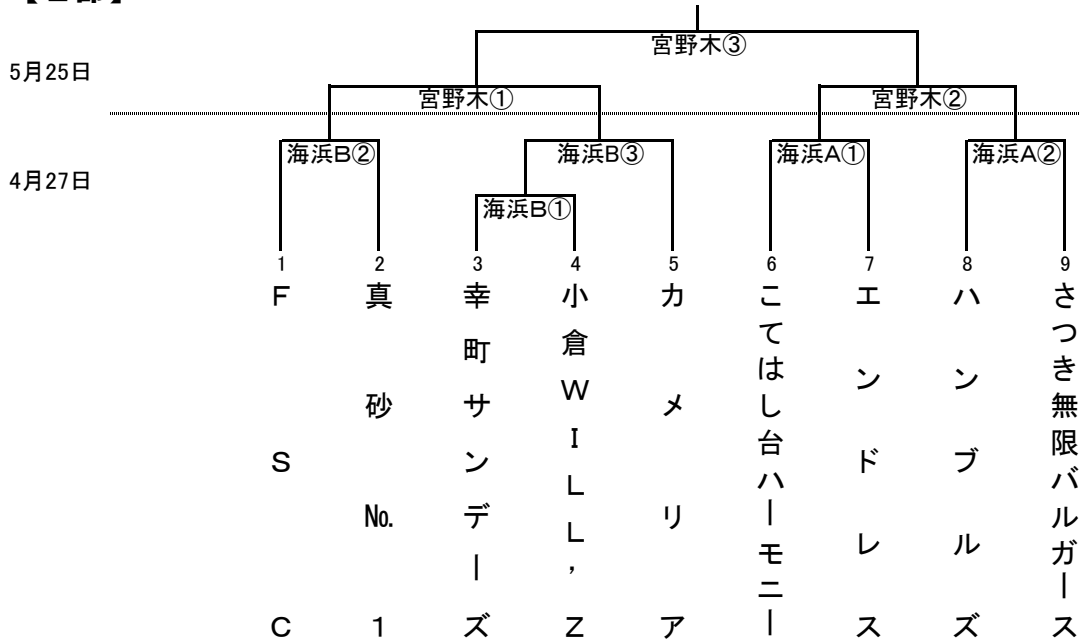 宮野木③
5月25日
宮野木①
宮野木②
海浜B②
海浜B③
海浜A①
海浜A②
4月27日
海浜B①
1
2
3
4
5
6
7
8
9
FSC
真砂№1
幸町サンデーズ
小倉WILL’Z
カメリア
こてはし台ハーモニー
エンドレス
ハンブルズ
さつき無限バルガース